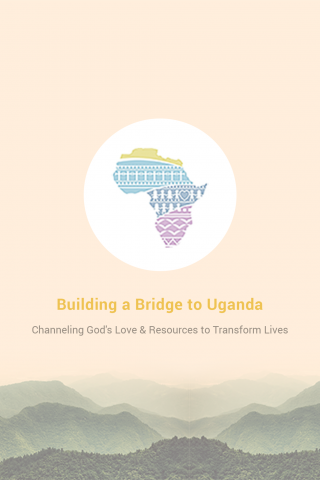 Building a Bridge to Uganda
Channeling God's Love & Resources to Transform Lives